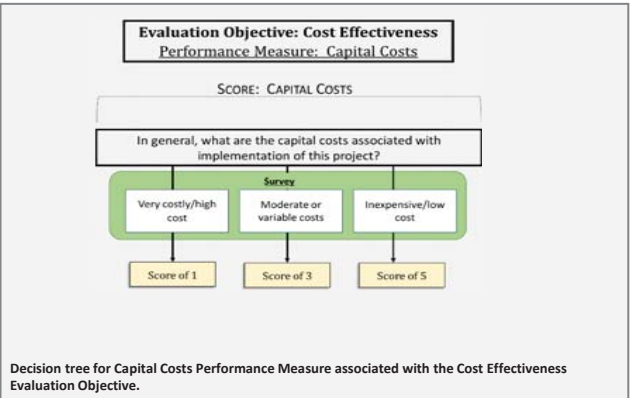 Evaluation Objective: Cost Effectiveness
Performance Measure: Capital Costs
SCORE: CAPITAL COSTS
In general, what are the capital costs associated with
implementation of this project?
Survey
Very costly/high
cost
Moderate or
variable costs
Inexpensive/low
cost
Score of 1
Score of 3
Score of 5
Decision tree for Capital Costs Performance Measure associated with the Cost Effectiveness
Evaluation Objective.